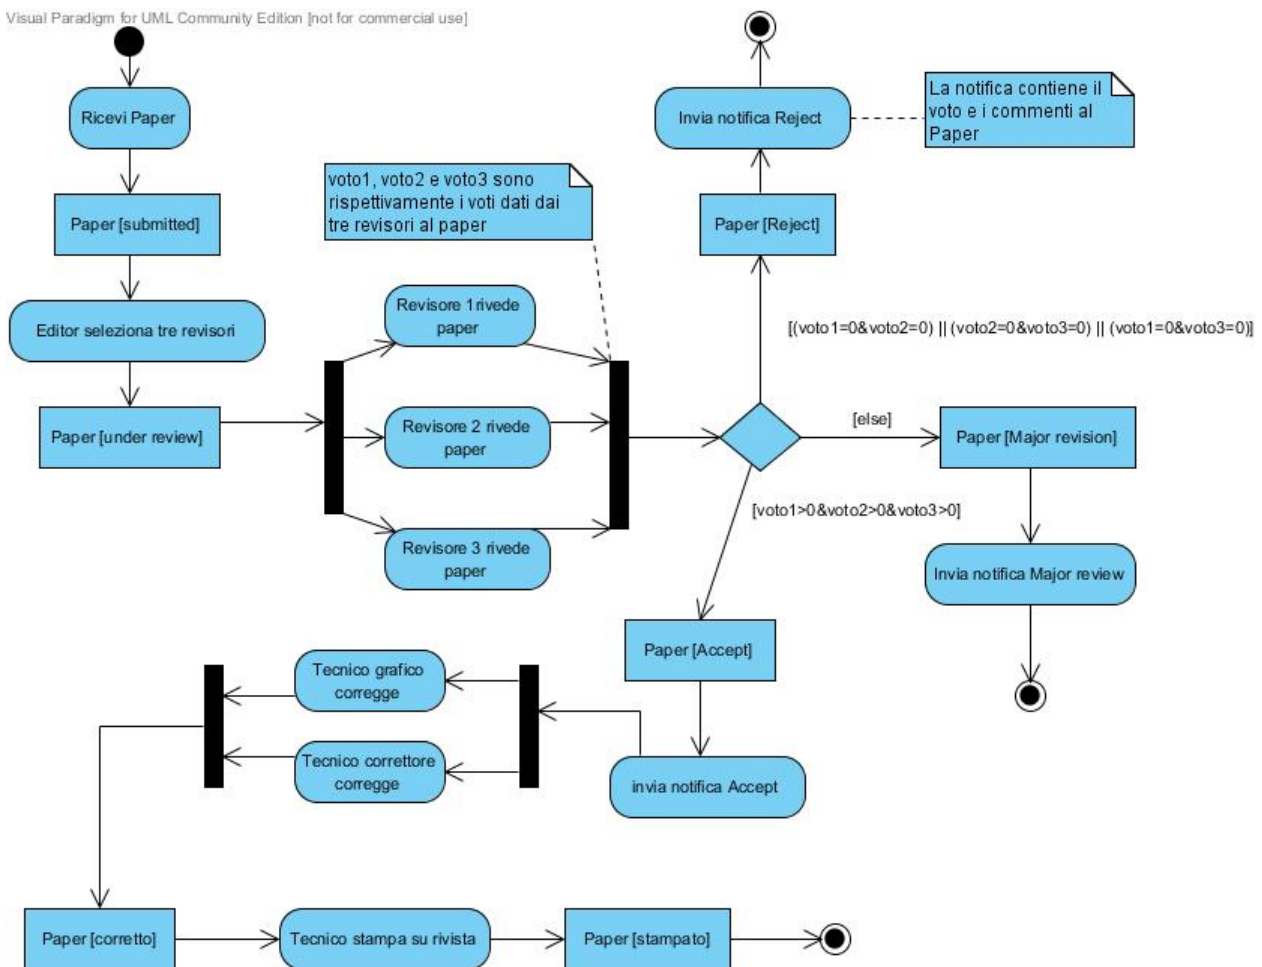 Visual Paradigm for UML Community Edition [not for commercial use]
Ricevi Paper
Paper [submitted]
Editor seleziona tre revisori
Paper [under review]
voto1, voto2 e voto3 sono
rispettivamente i voti dati dai
tre revisori al paper
Revisore 1 rivede
paper
Revisore 2 rivede
paper
Revisore 3 rivede
paper
Invia notifica Reject
La notifica contiene il
voto e i commenti al
Paper
Paper [Reject]
[(voto1=0&voto2=0) || (voto2=0&voto3=0) || (voto1=0&voto3=0)]
[else]
Paper [Major revision]
[voto1>0&voto2>0&voto3>0]
Invia notifica Major review
Paper [Accept]
invia notifica Accept
Tecnico grafico
corregge
Tecnico correttore
corregge
Paper [corretto]
Tecnico stampa su rivista
Paper [stampato]